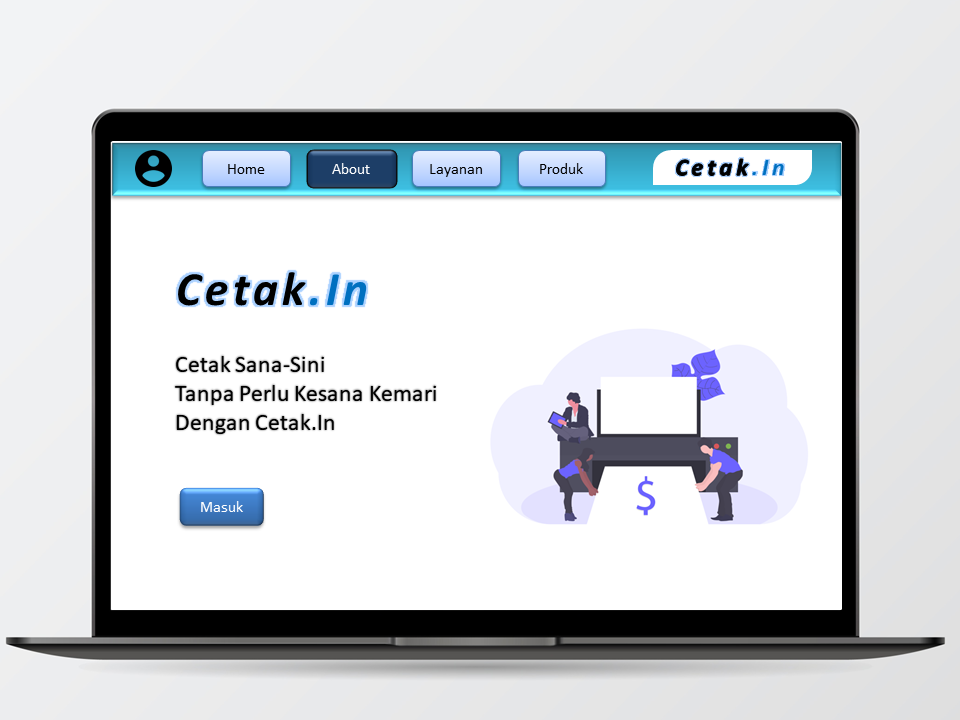 Home
About
Layanan
Produk
Cetak.In
Cetak.In
Cetak Sana-Sini
Tanpa Perlu Kesana Kemari
Dengan Cetak.In
$
Masuk